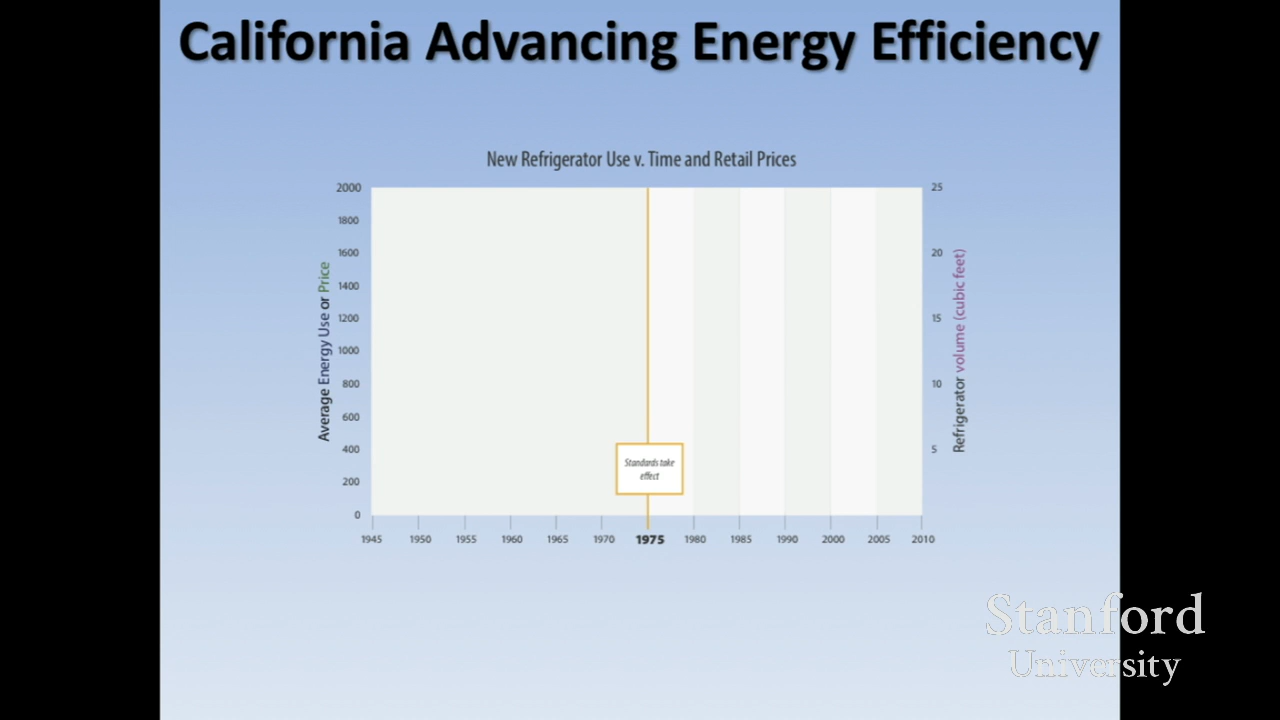 California Advancing Energy Efficiency
New Refrigerator Use v. Time and Retail Prices
2000
1800
1600
1400
1200
1000
800
600
400
200
0
Average Energy Use or Price
25
20
15
10
5
Refrigerator volume (cubic feet)
Standards take
effect
1945 1950 1955 1960 1965 1970 1975 1980 1985 1990 2000 2005 2010
Stanford
University